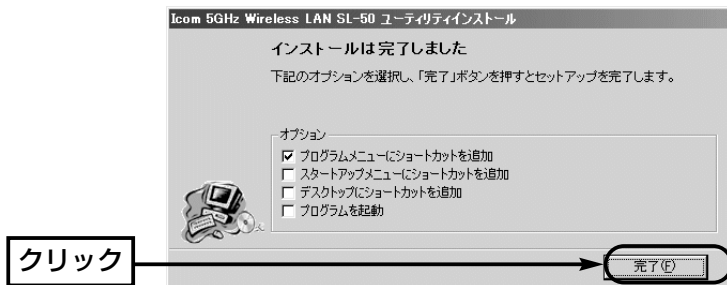 Icom 5GHz Wireless LAN SL-50 ユーティリティインストール
インストールは完了しました
下記のオプションを選択し、「完了」ボタンを押すとセットアップを完了します。
オプション
プログラムメニューにショートカットを追加
スタートアップメニューにショートカットを追加
デスクトップにショートカットを追加
プログラムを起動
クリック
完了(F)